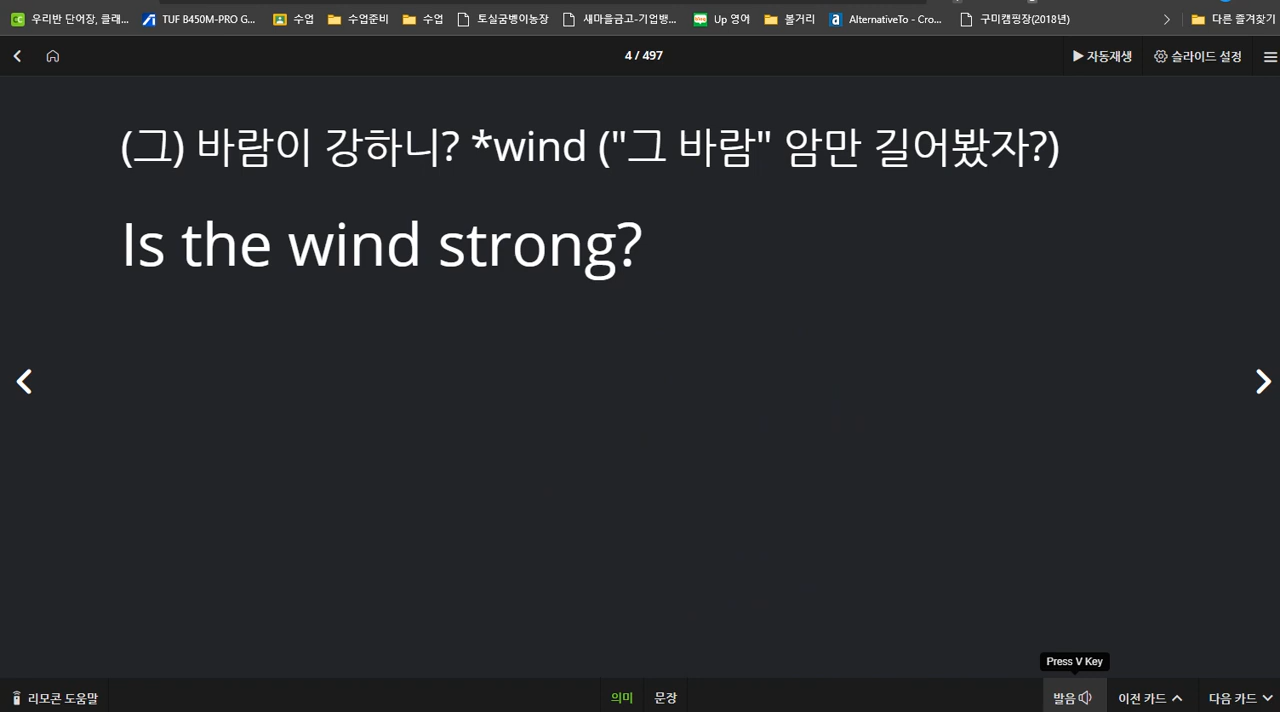 우리반 단어장, 클래... TUF B450M-PRO G... 수업 수업준비 수업 토실굼벵이농장 새마을금고-기업뱅... Up 영어 볼거리 AlternativeTo - Cro... 구미캠핑장(2018년) 다른 즐겨찾기
4 / 497 자동재생 슬라이드 설정
(그) 바람이 강하니? *wind ("그 바람" 암만 길어봤자?)
Is the wind strong?
Press V Key
리모콘 도움말 의미 문장 발음 이전 카드 다음 카드